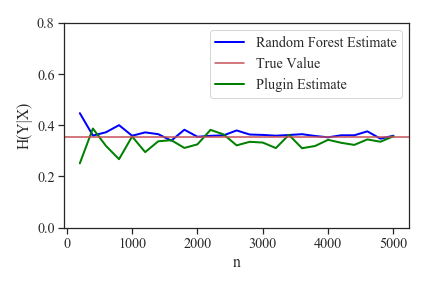 0.8
0.6
0.4
0.2
0.0
H(Y|X)
Random Forest Estimate
True Value
Plugin Estimate
0 1000 2000 3000 4000 5000
n